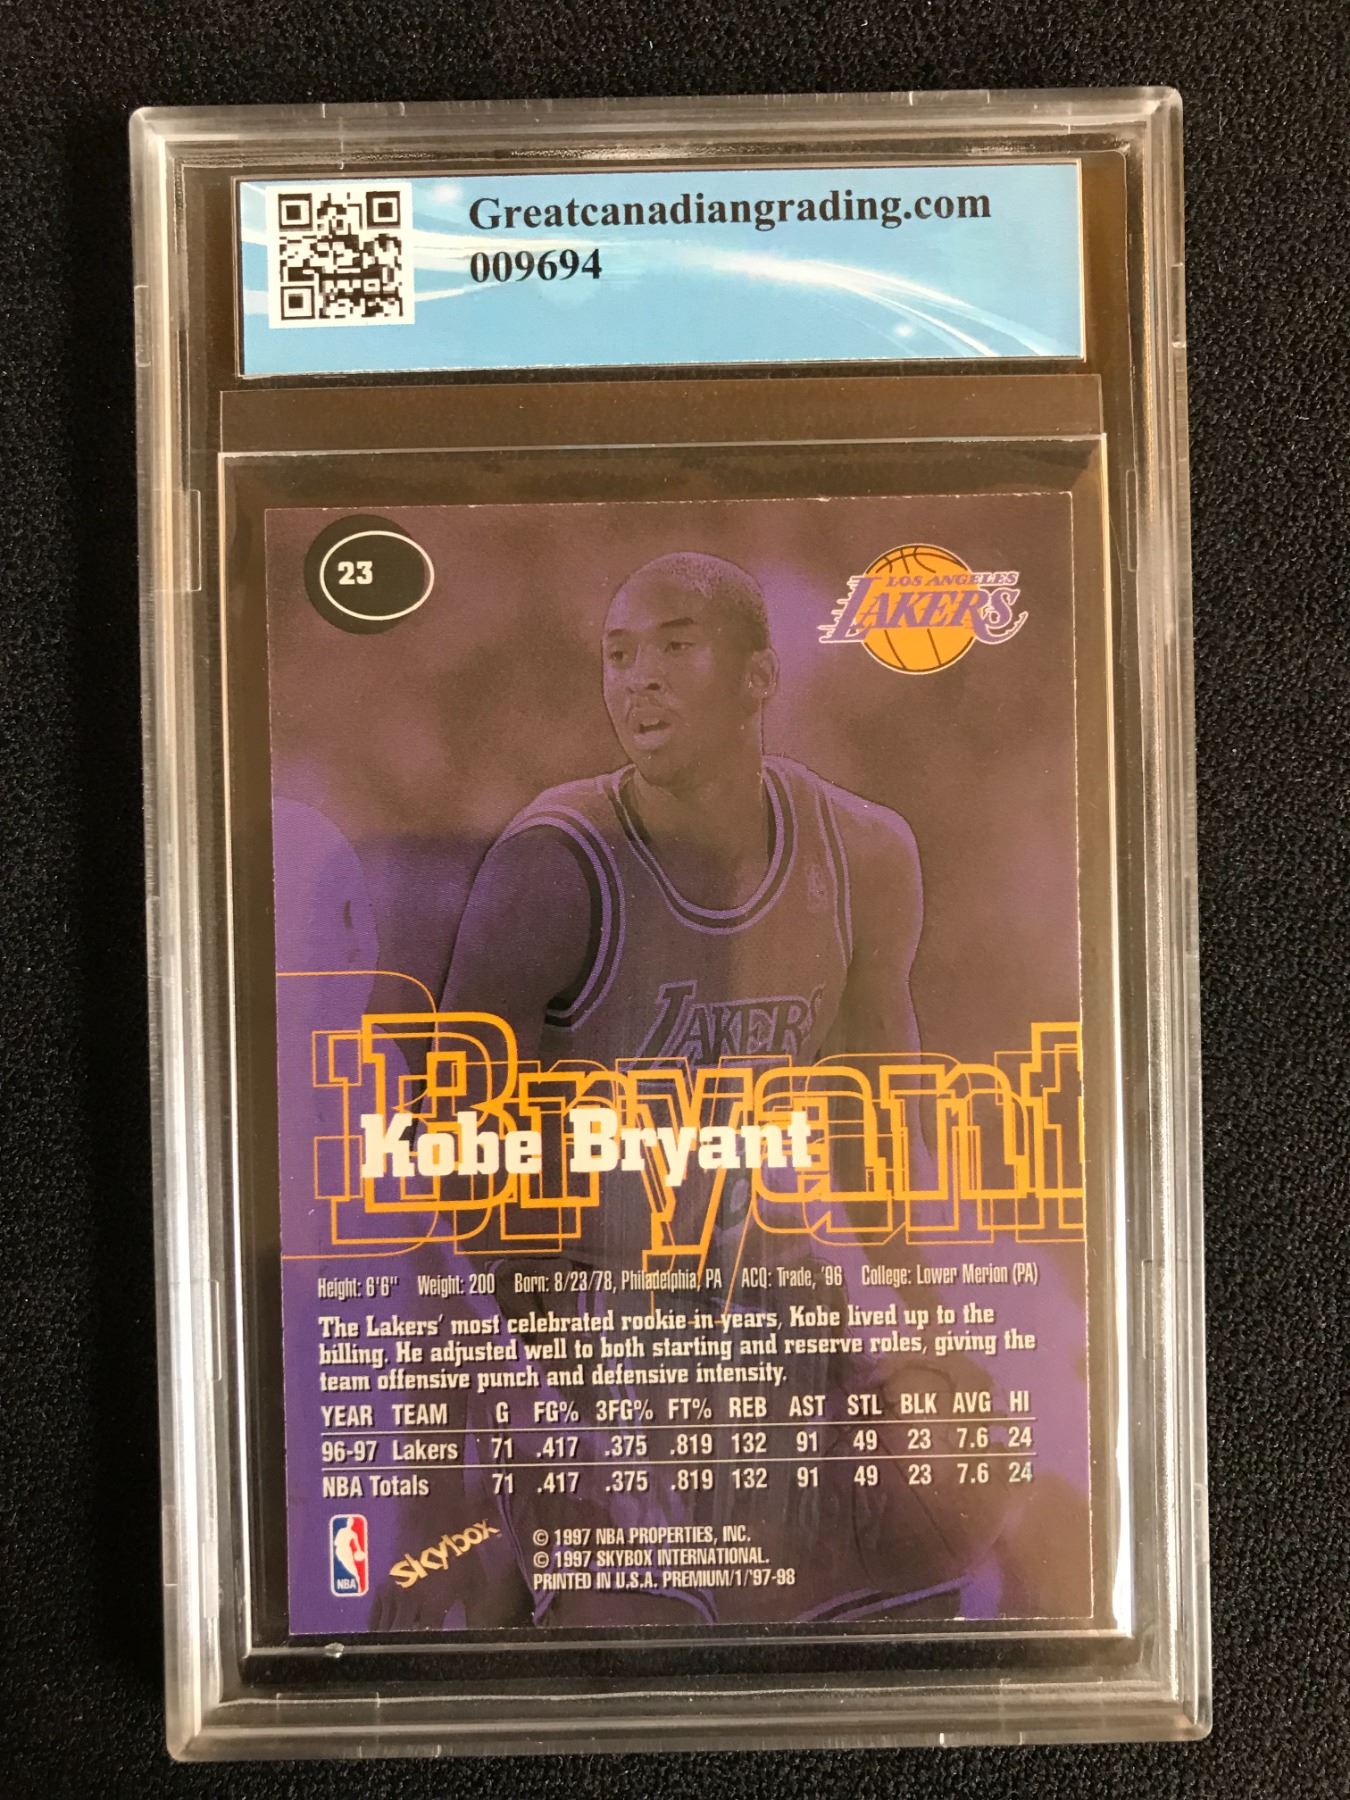 Greatcanadiangrading.com
009694
23
LOS ANGELES
LAKERS
LAKERS
Bryant
Kobe Bryant
Height: 6'6" Weight: 200 Born: 8/23/78, Philadelphia, PA ACQ: Trade, '96 College: Lower Merion (PA)
The Lakers' most celebrated rookie in years, Kobe lived up to the
billing. He adjusted well to both starting and reserve roles, giving the
team offensive punch and defensive intensity.
YEAR TEAM G FG% 3FG% FT% REB AST STL BLK AVG HI
96-97 Lakers 71 .417 .375 .819 132 91 49 23 7.6 24
NBA Totals 71 .417 .375 .819 132 91 49 23 7.6 24
NBA
Skybox
© 1997 NBA PROPERTIES, INC.
© 1997 SKYBOX INTERNATIONAL.
PRINTED IN U.S.A. PREMIUM/1/'97-98